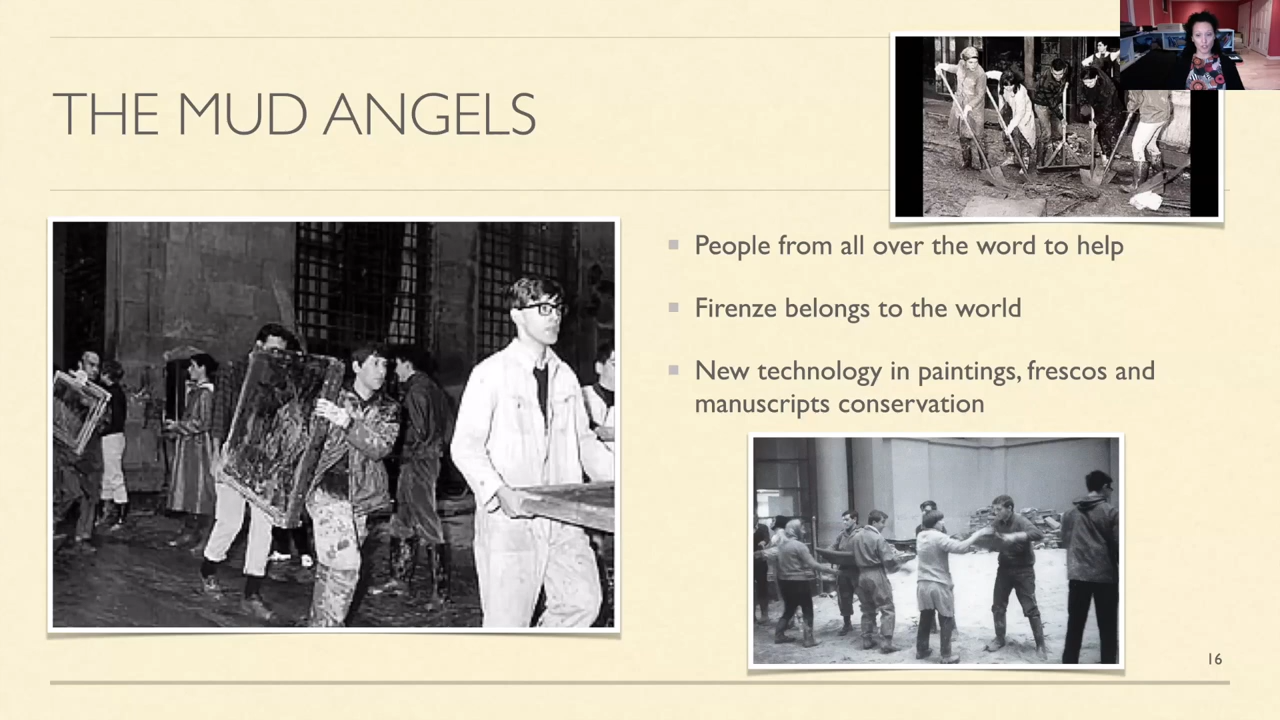 THE MUD ANGELS
People from all over the word to help
Firenze belongs to the world
New technology in paintings, frescos and
manuscripts conservation
16